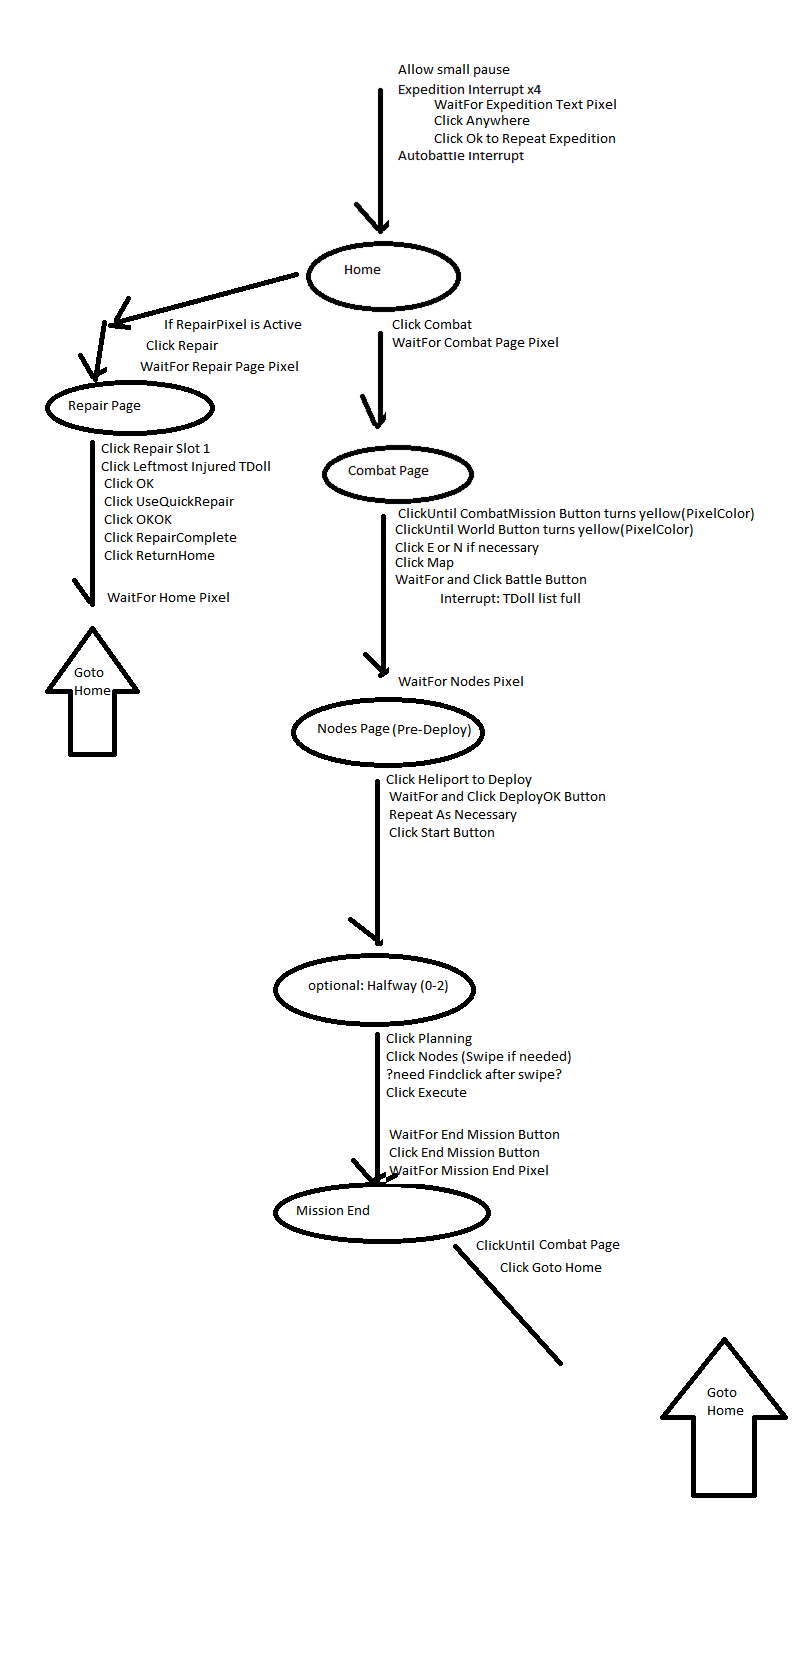 Allow small pause
Expedition Interrupt x4
WaitFor Expedition Text Pixel
Click Anywhere
Click Ok to Repeat Expedition
Autobattle Interrupt
Home
If RepairPixel is Active
Click Repair
WaitFor Repair Page Pixel
Click Combat
WaitFor Combat Page Pixel
Repair Page
Click Repair Slot 1
Click Leftmost Injured TDoll
Click OK
Click UseQuickRepair
Click OKOK
Click RepairComplete
Click ReturnHome
WaitFor Home Pixel
Goto
Home
Combat Page
ClickUntil CombatMission Button turns yellow(PixelColor)
ClickUntil World Button turns yellow(PixelColor)
Click E or N if necessary
Click Map
WaitFor and Click Battle Button
Interrupt: TDoll list full
WaitFor Nodes Pixel
Nodes Page (Pre-Deploy)
Click Heliport to Deploy
WaitFor and Click DeployOK Button
Repeat As Necessary
Click Start Button
optional: Halfway (0-2)
Click Planning
Click Nodes (Swipe if needed)
?need Findclick after swipe?
Click Execute
WaitFor End Mission Button
Click End Mission Button
WaitFor Mission End Pixel
Mission End
ClickUntil Combat Page
Click Goto Home
Goto
Home